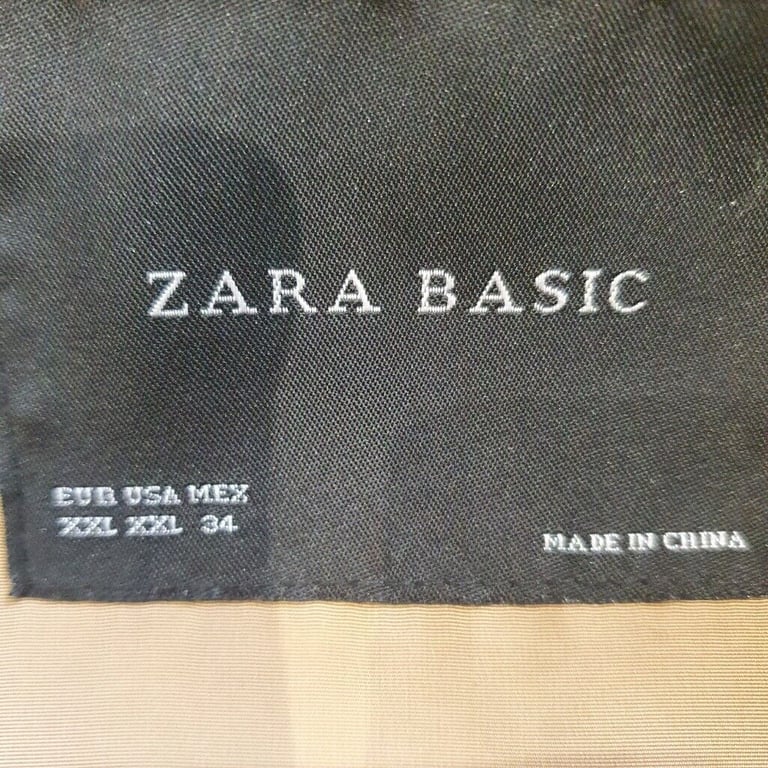 ZARA BASIC
EUR USA MEX
XXL XXL 34
MADE IN CHINA